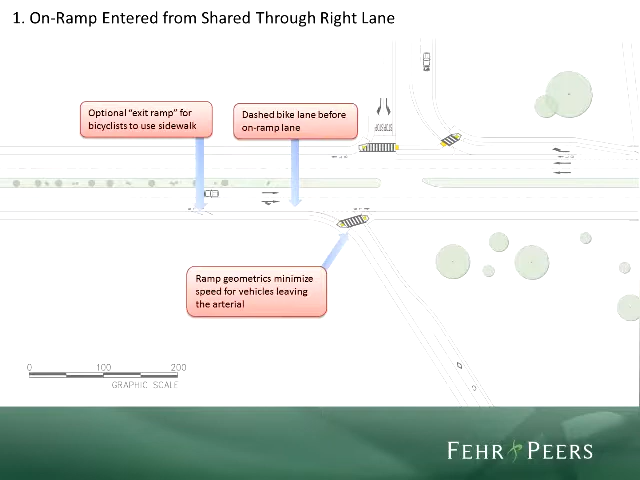 1. On-Ramp Entered from Shared Through Right Lane
Optional “exit ramp” for
bicyclists to use sidewalk
Dashed bike lane before
on-ramp lane
Ramp geometrics minimize
speed for vehicles leaving
the arterial
0 100 200
GRAPHIC SCALE
FEHR PEERS